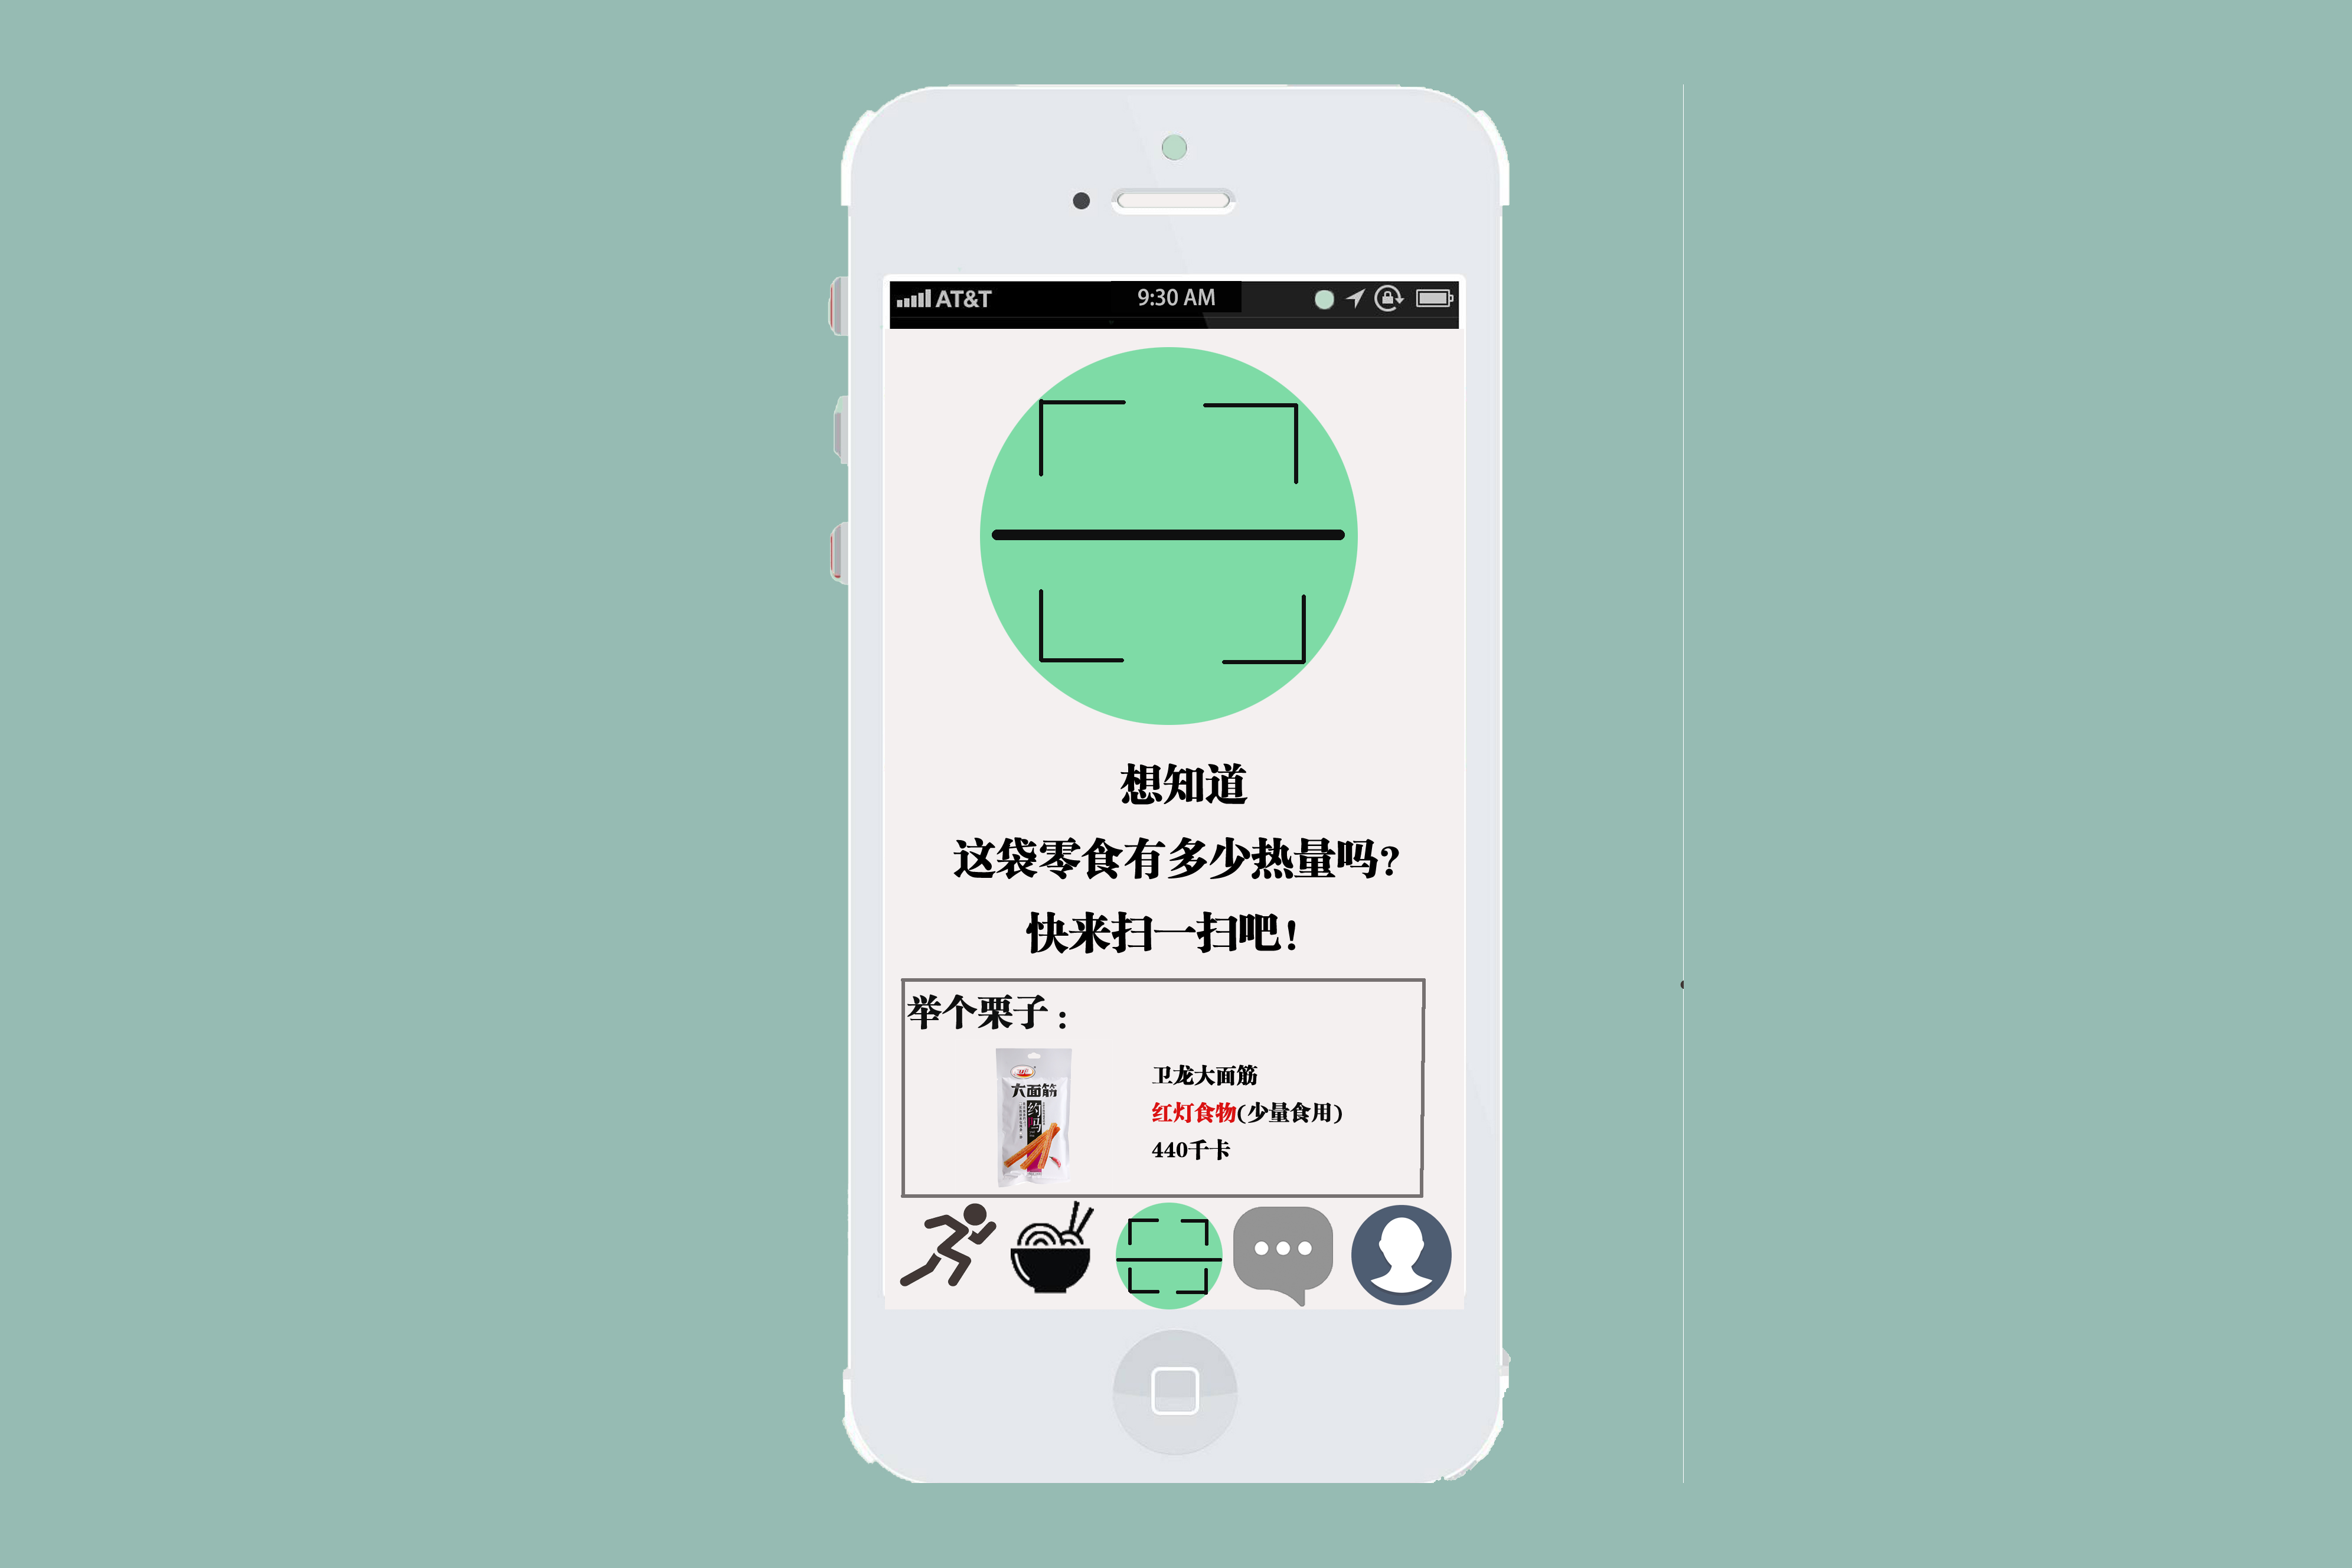 AT&T 9:30 AM
想知道
这袋零食有多少热量吗?
快来扫一扫吧!
举个栗子：
大面筋
约吗
卫龙大面筋
红灯食物(少量食用)
440千卡